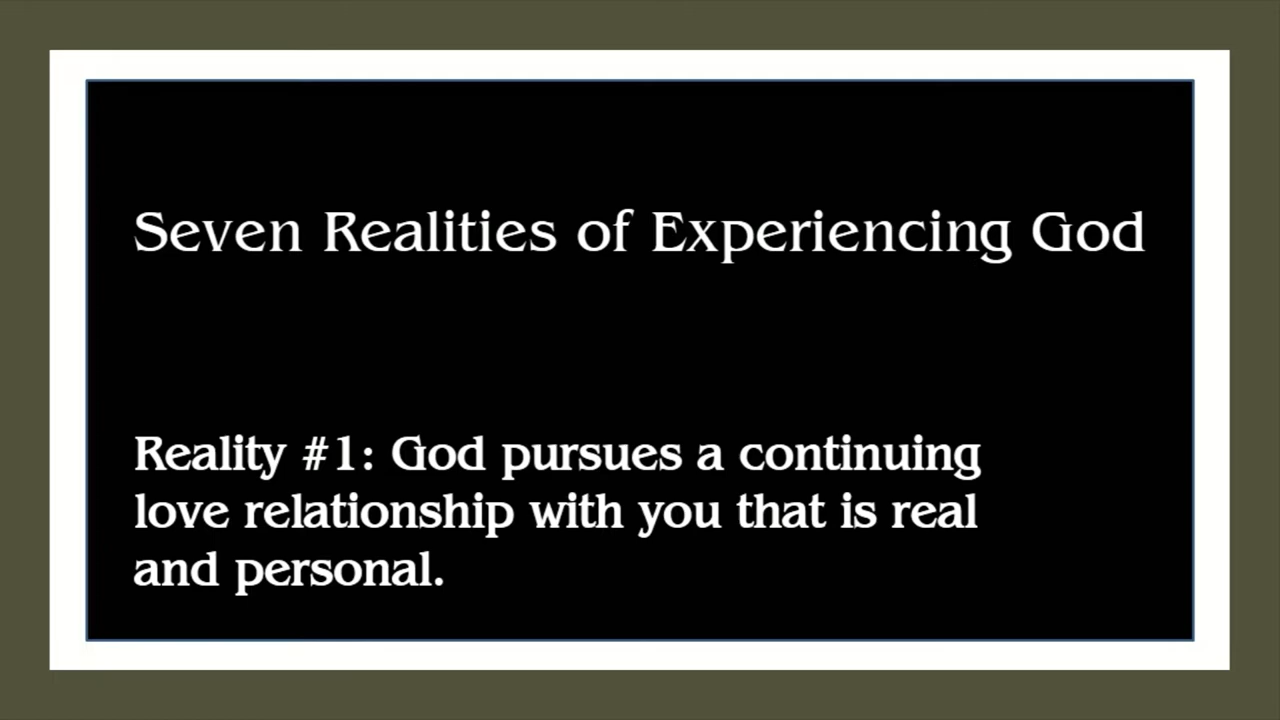 Seven Realities of Experiencing God
Reality #1: God pursues a continuing
love relationship with you that is real
and personal.